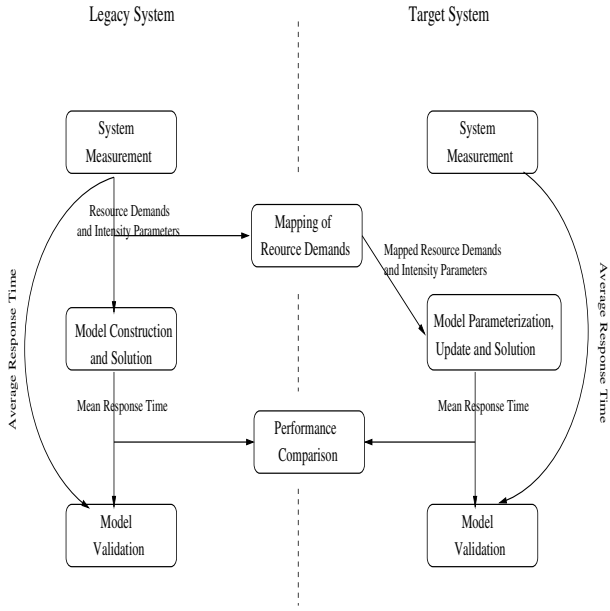 Legacy System
Target System
System
Measurement
System
Measurement
Resource Demands
and Intensity Parameters
Mapping of
Reource Demands
Mapped Resource Demands
and Intensity Parameters
Average Response Time
Average Response Time
Model Construction
and Solution
Model Parameterization,
Update and Solution
Mean Response Time
Mean Response Time
Performance
Comparison
Model
Validation
Model
Validation